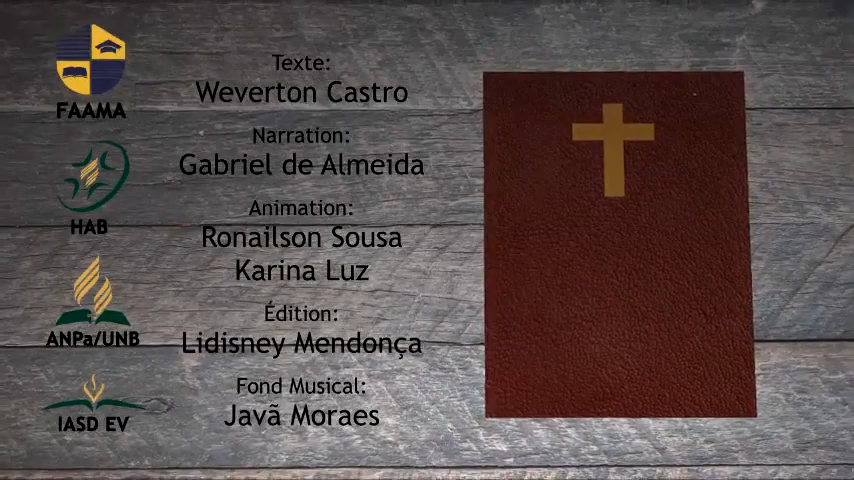 FAAMA
HAB
ANPa/UNB
IASD EV
Texte:
Weverton Castro
Narration:
Gabriel de Almeida
Animation:
Ronailson Sousa
Karina Luz
Édition:
Lidisney Mendonça
Fond Musical:
Javã Moraes